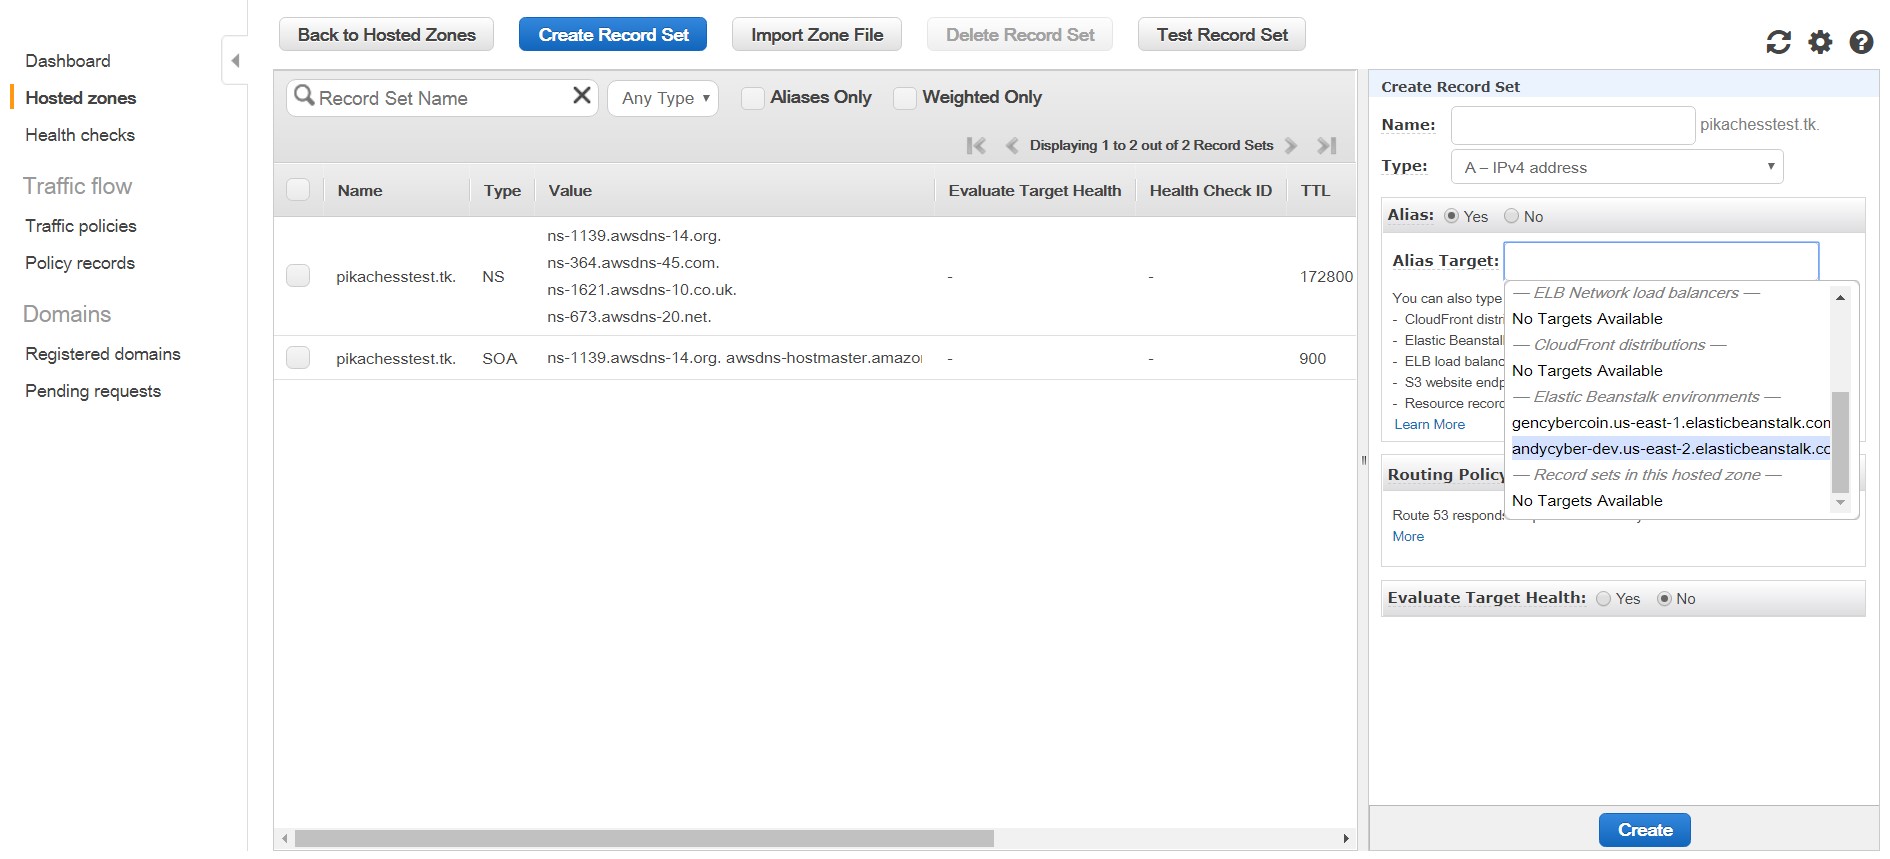 Dashboard
Hosted zones
Health checks
Traffic flow
Traffic policies
Policy records
Domains
Registered domains
Pending requests
Back to Hosted Zones
Create Record Set
Import Zone File
Delete Record Set
Test Record Set
Record Set Name
Any Type
Aliases Only
Weighted Only
Displaying 1 to 2 out of 2 Record Sets
Name Type Value Evaluate Target Health Health Check ID TTL
pikachesstest.tk. NS
ns-1139.awsdns-14.org.
ns-364.awsdns-45.com.
ns-1621.awsdns-10.co.uk.
ns-673.awsdns-20.net.
- - 172800
pikachesstest.tk. SOA ns-1139.awsdns-14.org. awsdns-hostmaster.amazo - - 900
Create Record Set
Name: pikachesstest.tk.
Type: A – IPv4 address
Alias: Yes No
Alias Target:
You can also type
- CloudFront distri
- Elastic Beanstal
- ELB load balanc
- S3 website endp
- Resource record
Learn More
— ELB Network load balancers —
No Targets Available
— CloudFront distributions —
No Targets Available
— Elastic Beanstalk environments —
gencybercoin.us-east-1.elasticbeanstalk.com
andycyber-dev.us-east-2.elasticbeanstalk.co
— Record sets in this hosted zone —
No Targets Available
Routing Policy
Route 53 responds
More
Evaluate Target Health: Yes No
Create